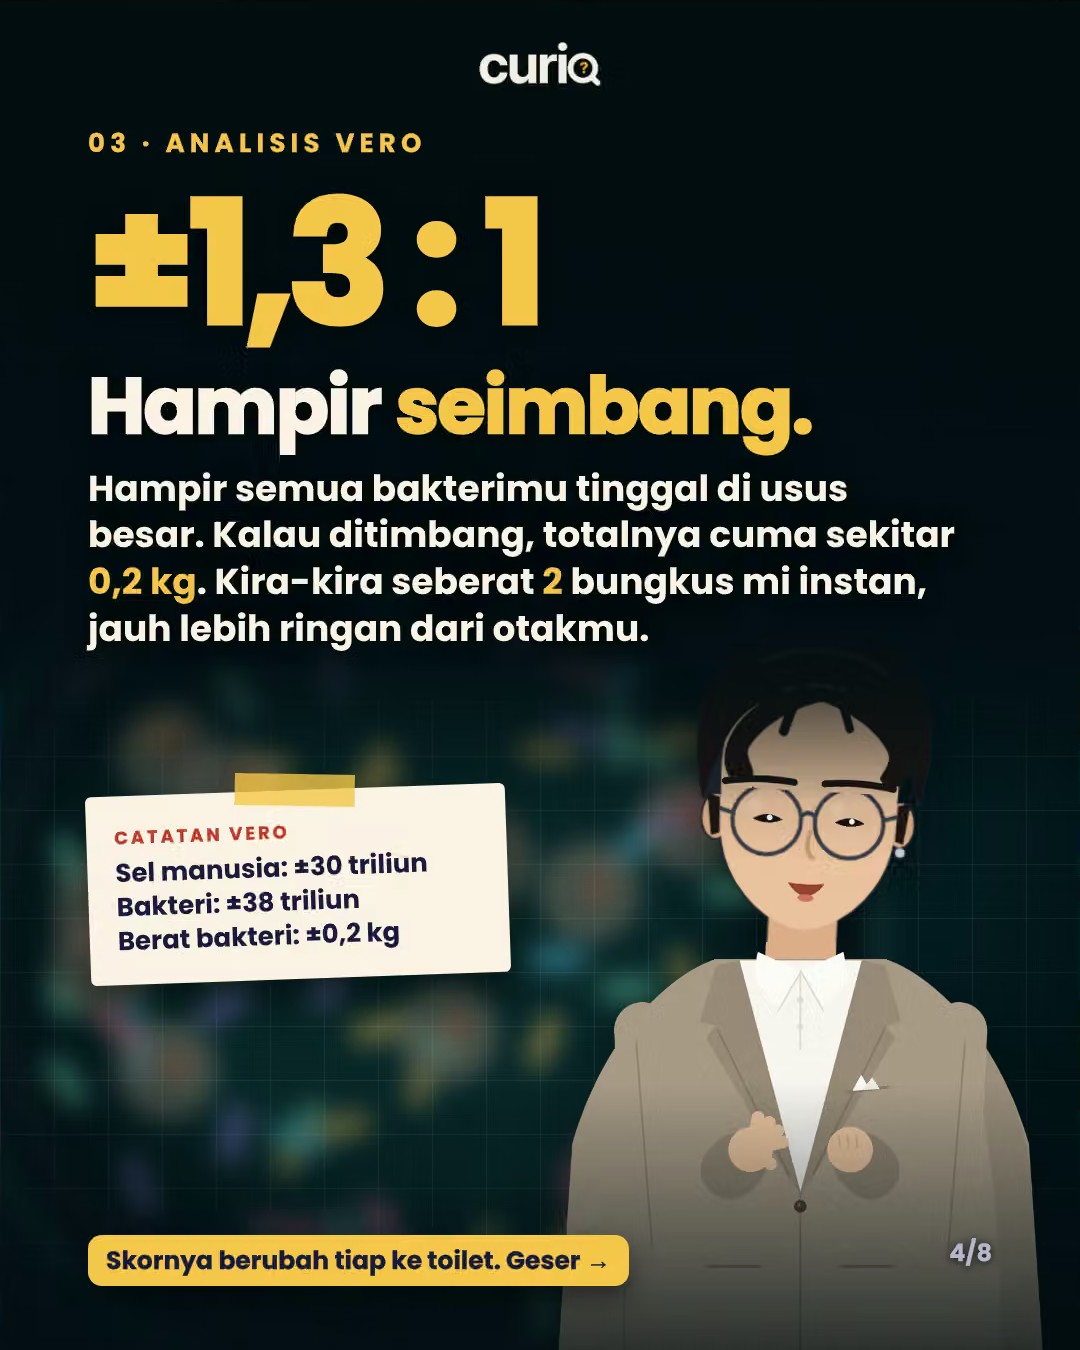 curiQ
03 · ANALISIS VERO
±1,3 : 1
Hampir seimbang.
Hampir semua bakterimu tinggal di usus
besar. Kalau ditimbang, totalnya cuma sekitar
0,2 kg. Kira-kira seberat 2 bungkus mi instan,
jauh lebih ringan dari otakmu.
CATATAN VERO
Sel manusia: ±30 triliun
Bakteri: ±38 triliun
Berat bakteri: ±0,2 kg
Skornya berubah tiap ke toilet. Geser →
4/8